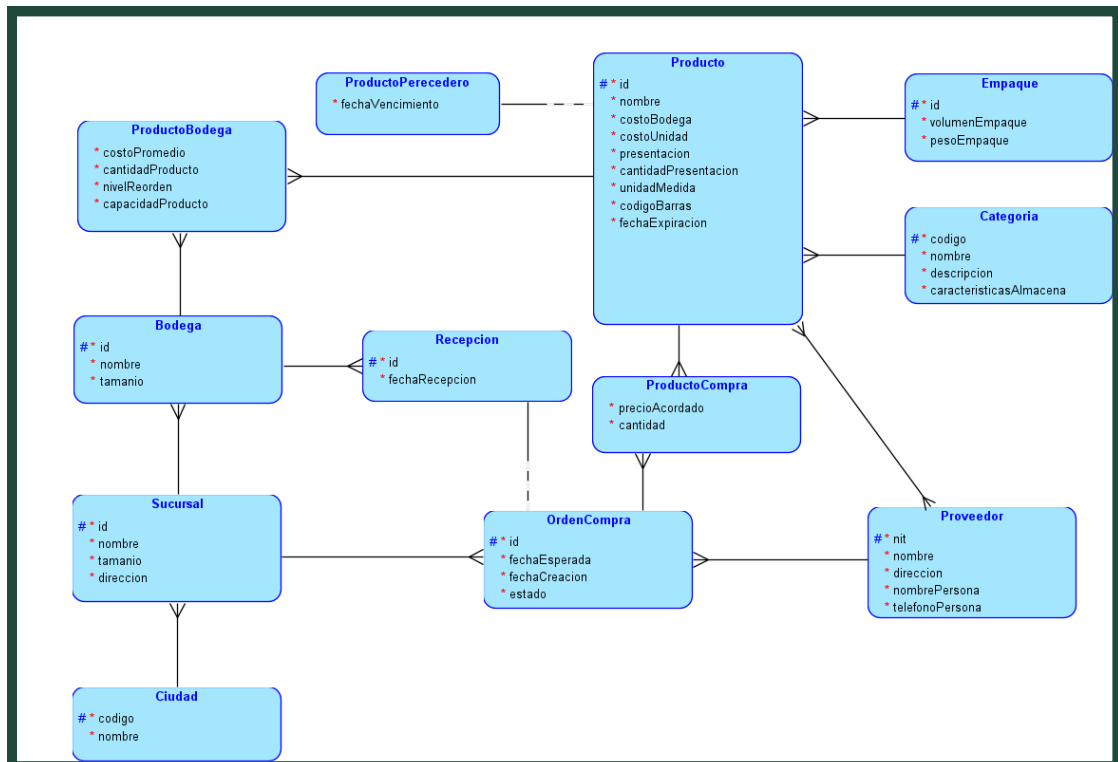 Producto
# * id
* nombre
* costoBodega
* costoUnidad
* presentacion
* cantidadPresentacion
* unidadMedida
* codigoBarras
* fechaExpiracion
ProductoPerecedero
* fechaVencimiento
Empaque
# * id
* volumenEmpaque
* pesoEmpaque
ProductoBodega
* costoPromedio
* cantidadProducto
* nivelReorden
* capacidadProducto
Categoria
# * codigo
* nombre
* descripcion
* caracteristicasAlmacena
Bodega
# * id
* nombre
* tamanio
Recepcion
# * id
* fechaRecepcion
ProductoCompra
* precioAcordado
* cantidad
Sucursal
# * id
* nombre
* tamanio
* direccion
OrdenCompra
# * id
* fechaEsperada
* fechaCreacion
* estado
Proveedor
# * nit
* nombre
* direccion
* nombrePersona
* telefonoPersona
Ciudad
# * codigo
* nombre